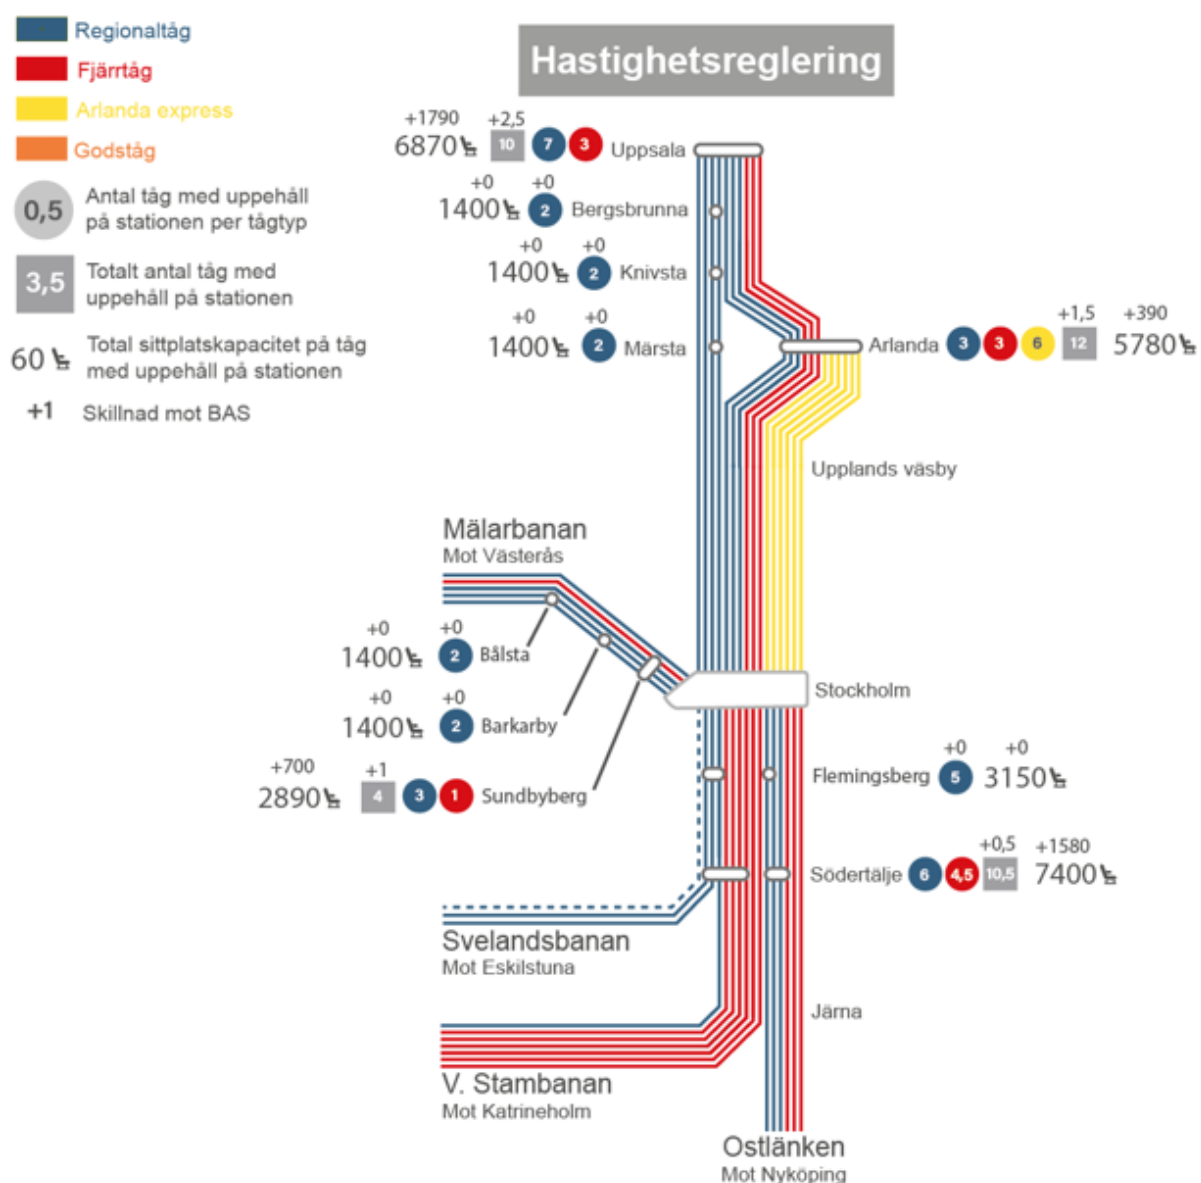 Regionaltåg
Fjärrtåg
Arlanda express
Godståg
0,5
Antal tåg med uppehåll
på stationen per tågtyp
3,5
Totalt antal tåg med
uppehåll på stationen
60
Total sittplatskapacitet på tåg
med uppehåll på stationen
+1 Skillnad mot BAS
Hastighetsreglering
+1790 +2,5
6870 10 7 3 Uppsala
+0 +0
1400 2 Bergsbrunna
+0 +0
1400 2 Knivsta
+0 +0
1400 2 Märsta
+1,5 +390
Arlanda 3 3 6 12 5780
Upplands väsby
Mälarbanan
Mot Västerås
+0 +0
1400 2 Bålsta
+0 +0
1400 2 Barkarby
+700 +1
2890 4 3 1 Sundbyberg
Stockholm
+0 +0
Flemingsberg 5 3150
+0,5 +1580
Södertälje 6 4,5 10,5 7400
Svelandsbanan
Mot Eskilstuna
Järna
V. Stambanan
Mot Katrineholm
Ostlänken
Mot Nyköping